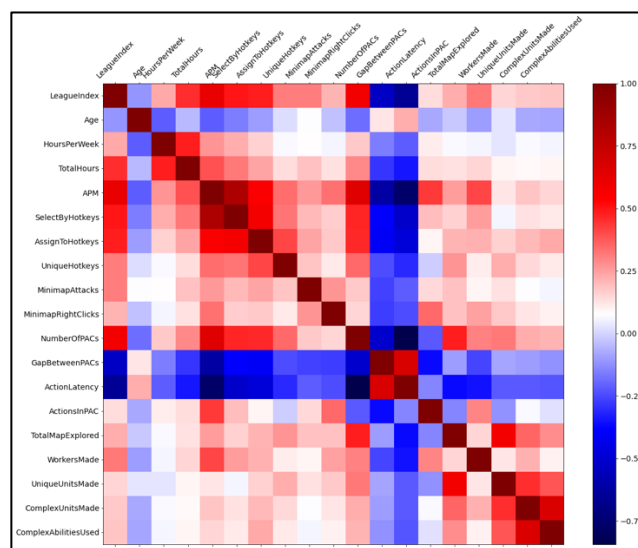 LeagueIndex
Age
HoursPerWeek
TotalHours
APM
SelectByHotkeys
AssignToHotkeys
UniqueHotkeys
MinimapAttacks
MinimapRightClicks
NumberOfPACs
GapBetweenPACs
ActionLatency
ActionsInPAC
TotalMapExplored
WorkersMade
UniqueUnitsMade
ComplexUnitsMade
ComplexAbilitiesUsed
LeagueIndex
Age
HoursPerWeek
TotalHours
APM
SelectByHotkeys
AssignToHotkeys
UniqueHotkeys
MinimapAttacks
MinimapRightClicks
NumberOfPACs
GapBetweenPACs
ActionLatency
ActionsInPAC
TotalMapExplored
WorkersMade
UniqueUnitsMade
ComplexUnitsMade
ComplexAbilitiesUsed
1.00
0.75
0.50
0.25
0.00
−0.25
−0.50